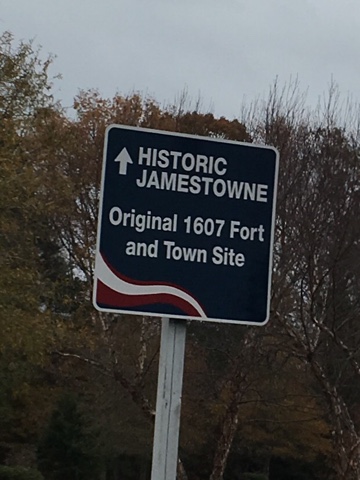 HISTORIC
JAMESTOWNE
Original 1607 Fort
and Town Site